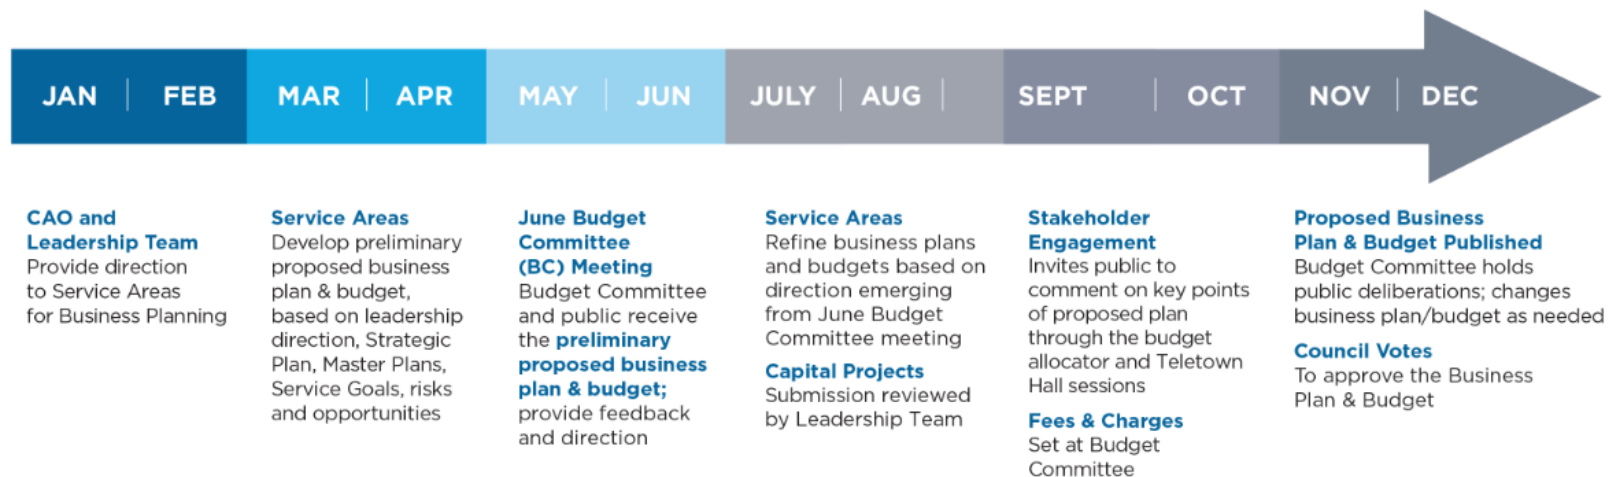 JAN FEB MAR APR MAY JUN JULY AUG SEPT OCT NOV DEC
CAO and
Leadership Team
Provide direction
to Service Areas
for Business Planning
Service Areas
Develop preliminary
proposed business
plan & budget,
based on leadership
direction, Strategic
Plan, Master Plans,
Service Goals, risks
and opportunities
June Budget
Committee
(BC) Meeting
Budget Committee
and public receive
the preliminary
proposed business
plan & budget;
provide feedback
and direction
Service Areas
Refine business plans
and budgets based on
direction emerging
from June Budget
Committee meeting
Capital Projects
Submission reviewed
by Leadership Team
Stakeholder
Engagement
Invites public to
comment on key points
of proposed plan
through the budget
allocator and Teletown
Hall sessions
Fees & Charges
Set at Budget
Committee
Proposed Business
Plan & Budget Published
Budget Committee holds
public deliberations; changes
business plan/budget as needed
Council Votes
To approve the Business
Plan & Budget